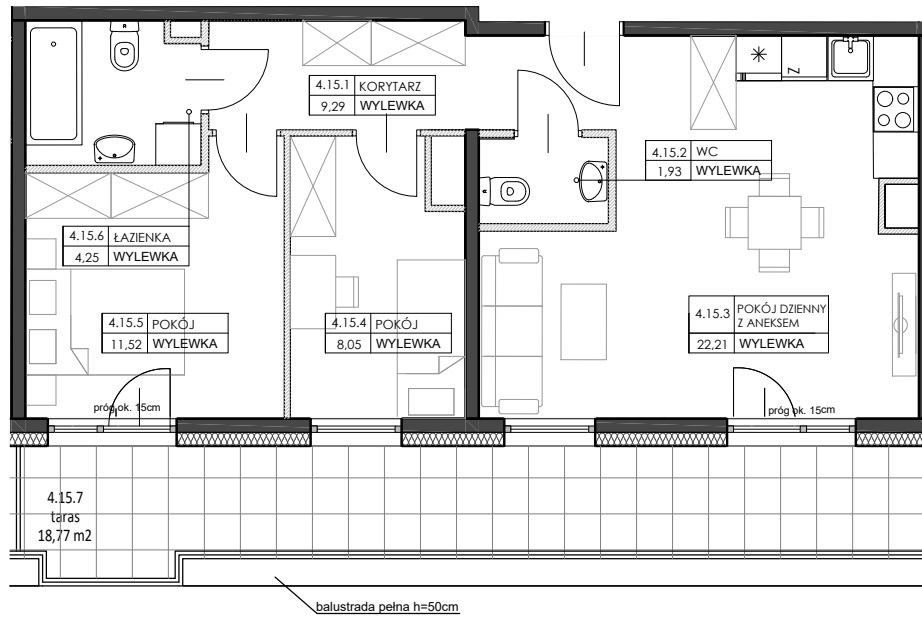 4.15.1 KORYTARZ
9,29 WYLEWKA
Z
4.15.2 WC
1,93 WYLEWKA
4.15.6 ŁAZIENKA
4,25 WYLEWKA
4.15.5 POKÓJ
11,52 WYLEWKA
4.15.4 POKÓJ
8,05 WYLEWKA
4.15.3 POKÓJ DZIENNY
Z ANEKSEM
22,21 WYLEWKA
próg ok. 15cm
próg ok. 15cm
4.15.7
taras
18,77 m2
balustrada pełna h=50cm